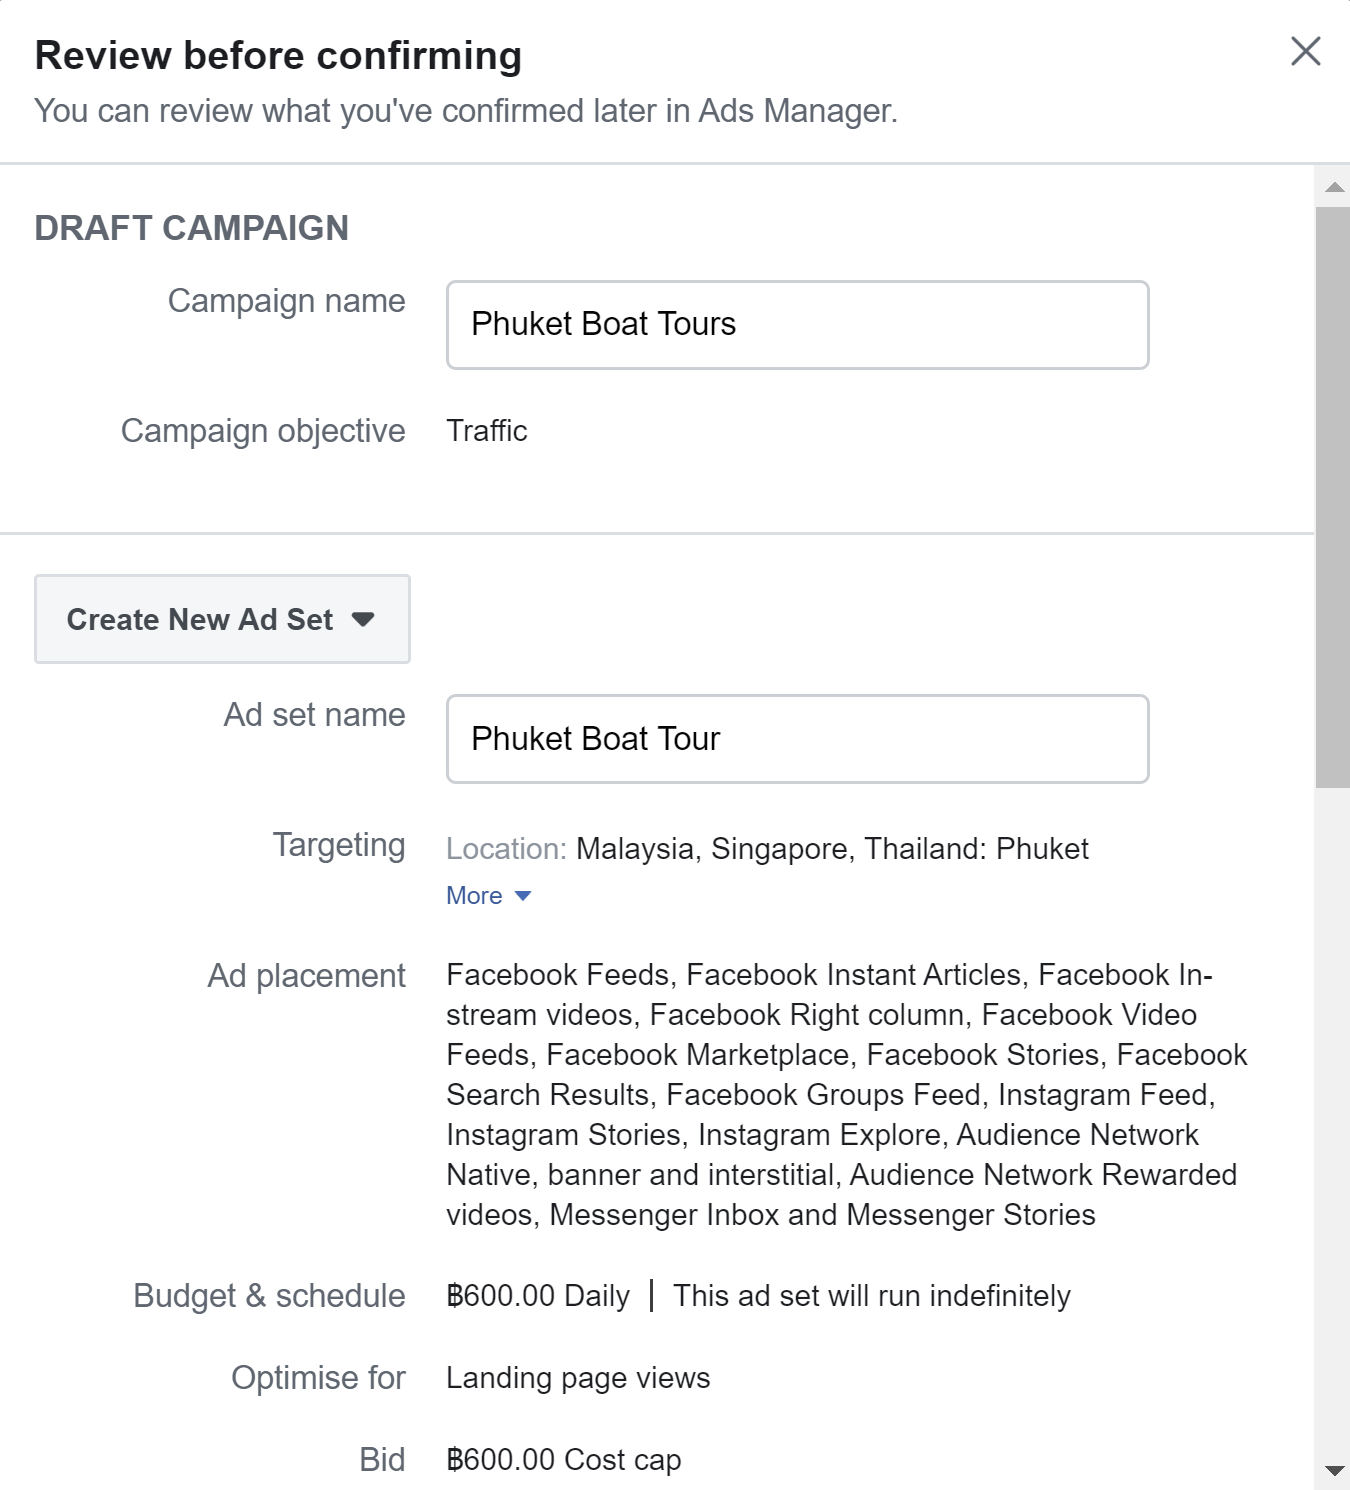 Review before confirming
You can review what you've confirmed later in Ads Manager.
DRAFT CAMPAIGN
Campaign name
Phuket Boat Tours
Campaign objective
Traffic
Create New Ad Set
Ad set name
Phuket Boat Tour
Targeting
Location: Malaysia, Singapore, Thailand: Phuket
More
Ad placement
Facebook Feeds, Facebook Instant Articles, Facebook In-
stream videos, Facebook Right column, Facebook Video
Feeds, Facebook Marketplace, Facebook Stories, Facebook
Search Results, Facebook Groups Feed, Instagram Feed,
Instagram Stories, Instagram Explore, Audience Network
Native, banner and interstitial, Audience Network Rewarded
videos, Messenger Inbox and Messenger Stories
Budget & schedule
฿600.00 Daily | This ad set will run indefinitely
Optimise for
Landing page views
Bid
฿600.00 Cost cap